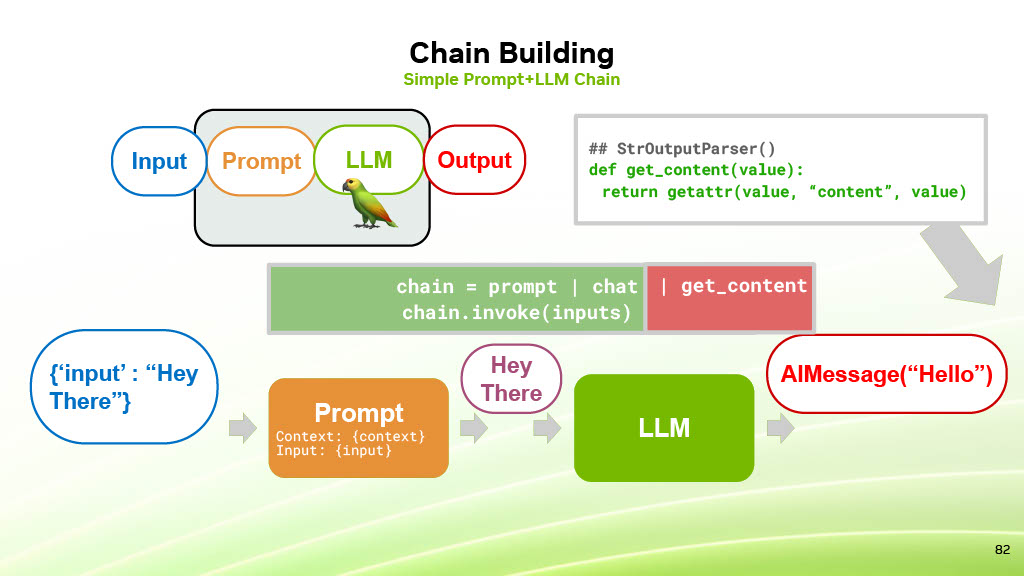 Chain Building
Simple Prompt+LLM Chain
Input
Prompt
LLM
Output
## StrOutputParser()
def get_content(value):
return getattr(value, “content”, value)
chain = prompt | chat | get_content
chain.invoke(inputs)
{‘input’ : “Hey
There”}
Prompt
Context: {context}
Input: {input}
Hey
There
LLM
AIMessage(“Hello”)
82